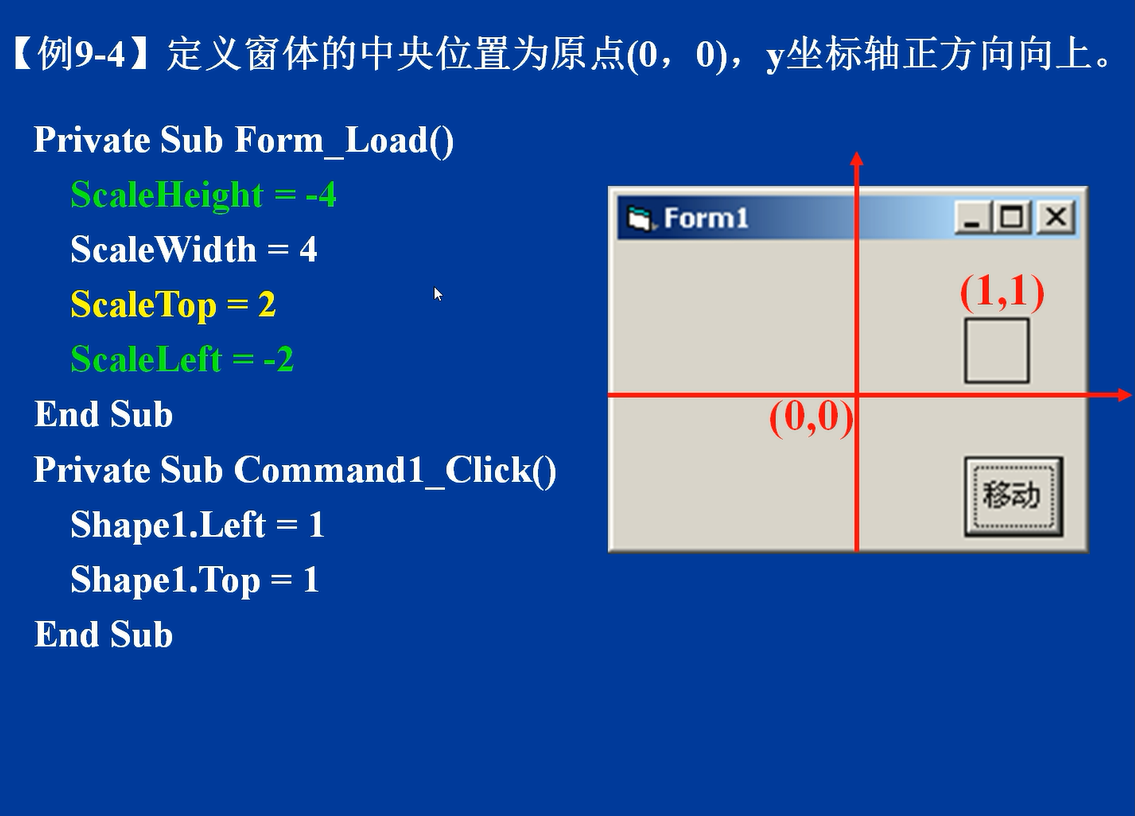 【例9-4】定义窗体的中央位置为原点(0，0)，y坐标轴正方向向上。
Private Sub Form_Load()
ScaleHeight = -4
ScaleWidth = 4
ScaleTop = 2
ScaleLeft = -2
End Sub
Private Sub Command1_Click()
Shape1.Left = 1
Shape1.Top = 1
End Sub
Form1
(1,1)
(0,0)
移动